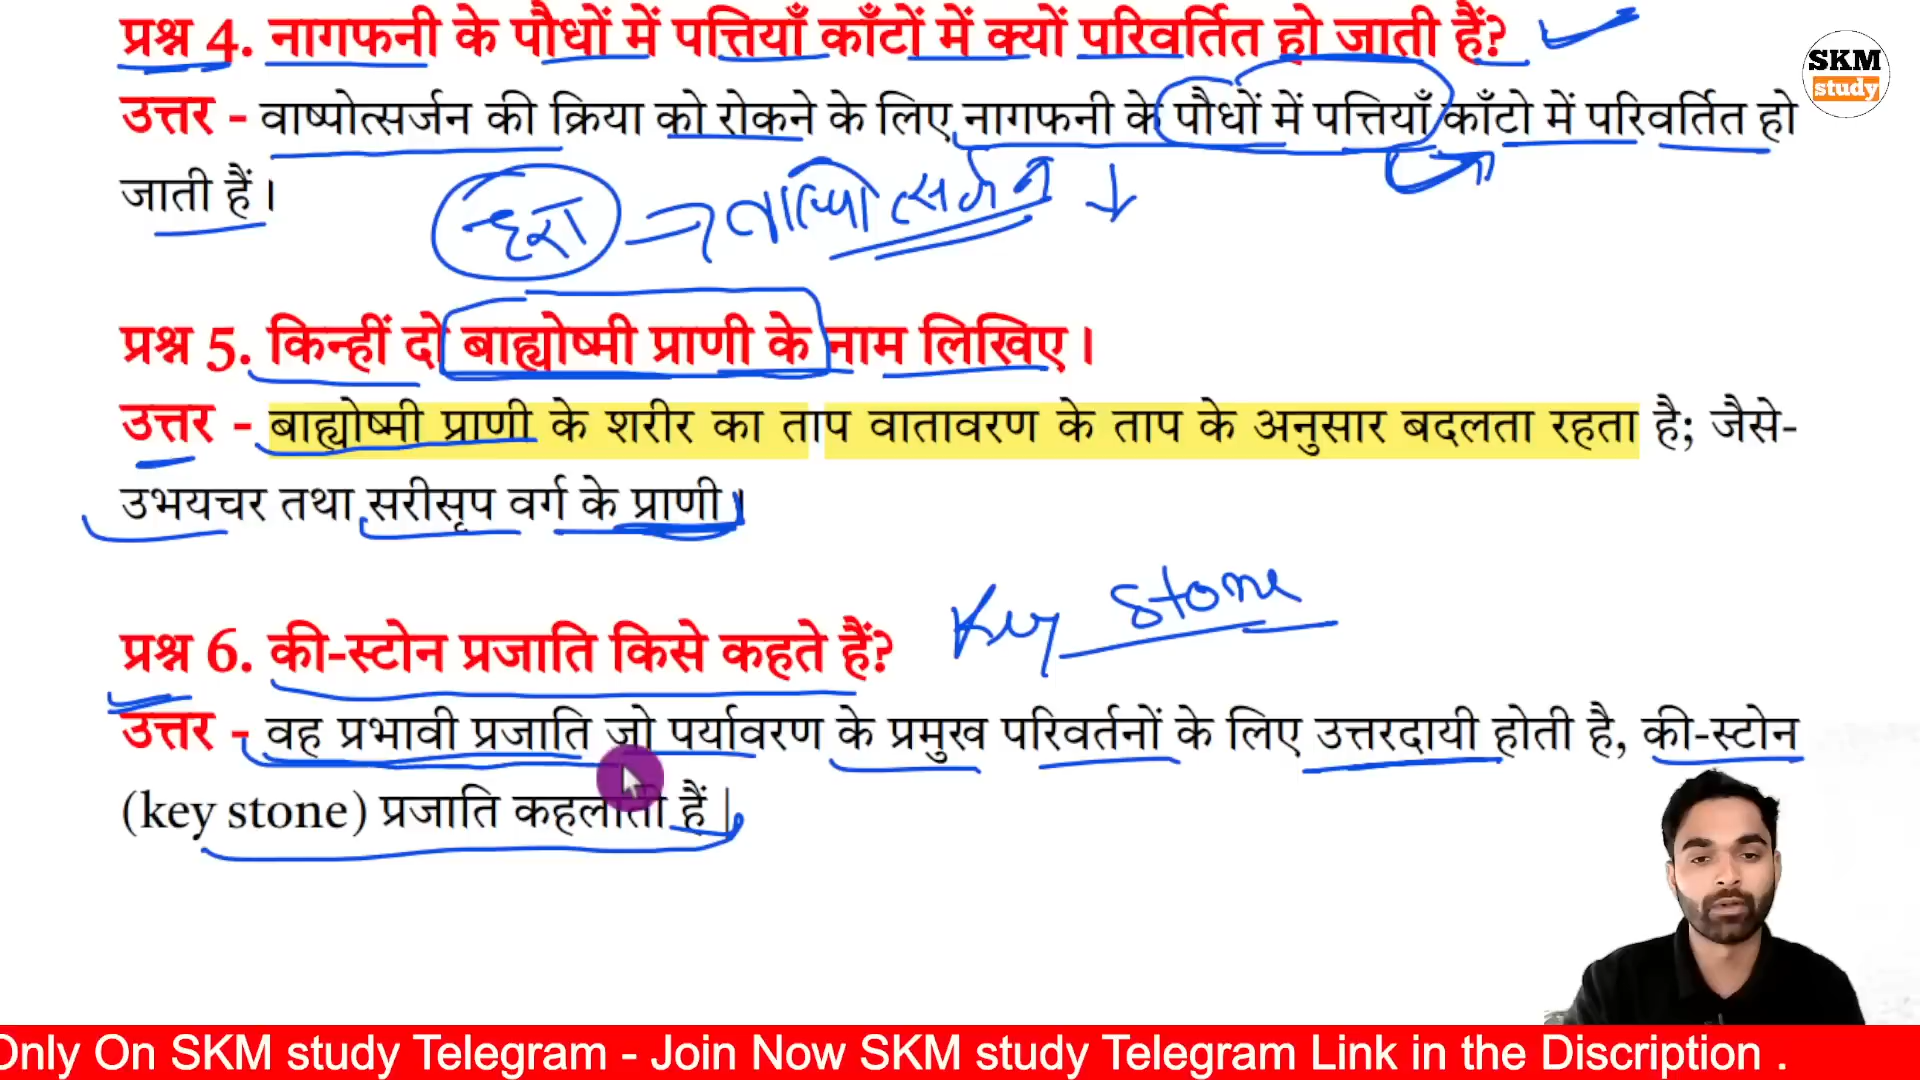 प्रश्न 4. नागफनी के पौधों में पत्तियाँ काँटों में क्यों परिवर्तित हो जाती हैं?
SKM
study
उत्तर - वाष्पोत्सर्जन की क्रिया को रोकने के लिए नागफनी के पौधों में पत्तियाँ काँटो में परिवर्तित हो
जाती हैं।
हरा
प्रश्न 5. किन्हीं दो बाह्योष्मी प्राणी के नाम लिखिए।
उत्तर - बाह्योष्मी प्राणी के शरीर का ताप वातावरण के ताप के अनुसार बदलता रहता है; जैसे-
उभयचर तथा सरीसृप वर्ग के प्राणी।
Key Stone
प्रश्न 6. की-स्टोन प्रजाति किसे कहते हैं?
उत्तर - वह प्रभावी प्रजाति जो पर्यावरण के प्रमुख परिवर्तनों के लिए उत्तरदायी होती है, की-स्टोन
(key stone) प्रजाति कहलाती हैं |
Only On SKM study Telegram - Join Now SKM study Telegram Link in the Discription .